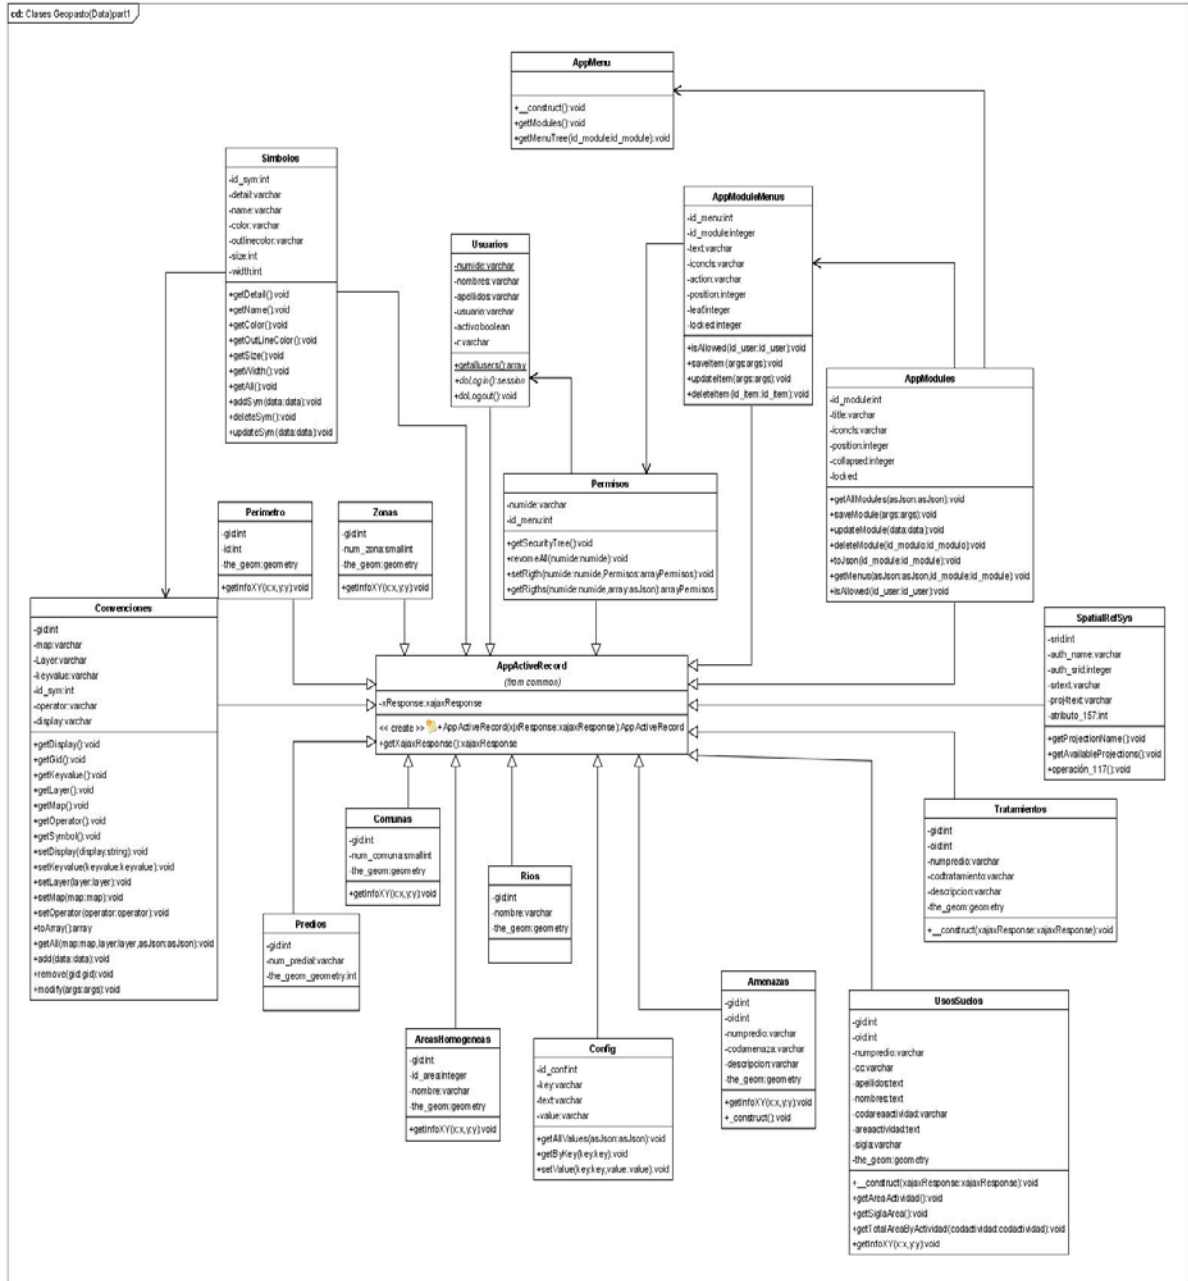 cd: Clases Geopasto(Data)part1
AppMenu
+__construct():void
+getModules():void
+getMenuTree(id_module:id_module):void
Simbolos
-id_sym:int
-detail:varchar
-name:varchar
-color:varchar
-outlinecolor:varchar
-size:int
-width:int
+getDetail():void
+getName():void
+getColor():void
+getOutLineColor():void
+getSize():void
+getWidth():void
+getAll():void
+addSym(data:data):void
+deleteSym():void
+updateSym(data:data):void
Usuarios
-numide:varchar
-nombres:varchar
-apellidos:varchar
-usuario:varchar
-activo:boolean
-r:varchar
+getallusers():array
+doLogin():session
+doLogout():void
AppModuleMenus
-id_menu:int
-id_module:integer
-text:varchar
-iconcls:varchar
-action:varchar
-position:integer
-leaf:integer
-locked:integer
+isAllowed(id_user:id_user):void
+saveItem(args:args):void
+updateItem(args:args):void
+deleteItem(id_item:id_item):void
AppModules
-id_module:int
-title:varchar
-iconcls:varchar
-position:integer
-collapsed:integer
-locked:
+getAllModules(asJson:asJson):void
+saveModule(args:args):void
+updateModule(data:data):void
+deleteModule(id_modulo:id_modulo):void
+toJson(id_module:id_module):void
+getMenus(asJson:asJson,id_module:id_module):void
+isAllowed(id_user:id_user):void
Permisos
-numide:varchar
-id_menu:int
+getSecurityTree():void
+revomeAll(numide:numide):void
+setRigth(numide:numide,Permisos:arrayPermisos):void
+getRigths(numide:numide,array:asJson):arrayPermisos
Perimetro
-gid:int
-id:int
-the_geom:geometry
+getInfoXY(x:x,y:y):void
Zonas
-gid:int
-num_zona:smallint
-the_geom:geometry
+getInfoXY(x:x,y:y):void
Convenciones
-gid:int
-map:varchar
-Layer:varchar
-keyvalue:varchar
-id_sym:int
-operator:varchar
-display:varchar
+getDisplay():void
+getGid():void
+getKeyvalue():void
+getLayer():void
+getMap():void
+getOperator():void
+getSymbol():void
+setDisplay(display:string):void
+setKeyvalue(keyvalue:keyvalue):void
+setLayer(layer:layer):void
+setMap(map:map):void
+setOperator(operator:operator):void
+toArray():array
+getAll(map:map,layer:layer,asJson:asJson):void
+add(data:data):void
+remove(gid:gid):void
+modify(args:args):void
AppActiveRecord
(from common)
-xResponse:xajaxResponse
<< create >> +AppActiveRecord(xResponse:xajaxResponse):AppActiveRecord
+getXajaxResponse():xajaxResponse
SpatialRefSys
-srid:int
-auth_name:varchar
-auth_srid:integer
-srtext:varchar
-proj4text:varchar
-atributo_157:int
+getProjectionName():void
+getAvailableProjections():void
+operación_117():void
Comunas
-gid:int
-num_comuna:smallint
-the_geom:geometry
+getInfoXY(x:x,y:y):void
Rios
-gid:int
-nombre:varchar
-the_geom:geometry
Predios
-gid:int
-num_predial:varchar
-the_geom_geometry:int
Tratamientos
-gid:int
-oid:int
-numpredio:varchar
-codtratamiento:varchar
-descripcion:varchar
-the_geom:geometry
+__construct(xajaxResponse:xajaxResponse):void
AreasHomogeneas
-gid:int
-id_area:integer
-nombre:varchar
-the_geom:geometry
+getInfoXY(x:x,y:y):void
Config
-id_conf:int
-key:varchar
-text:varchar
-value:varchar
+getAllValues(asJson:asJson):void
+getByKey(key:key):void
+setValue(key:key,value:value):void
Amenazas
-gid:int
-oid:int
-numpredio:varchar
-codamenaza:varchar
-descripcion:varchar
-the_geom:geometry
+getInfoXY(x:x,y:y):void
+_construct():void
UsosSuelos
-gid:int
-oid:int
-numpredio:varchar
-cc:varchar
-apellidos:text
-nombres:text
-codareaactividad:varchar
-areaactividad:text
-sigla:varchar
-the_geom:geometry
+__construct(xajaxResponse:xajaxResponse):void
+getAreaActividad():void
+getSiglaArea():void
+getTotalAreaByActividad(codactividad:codactividad):void
+getInfoXY(x:x,y:y):void